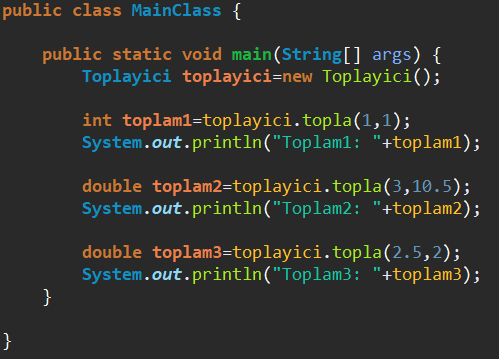 public class MainClass {
public static void main(String[] args) {
Toplayici toplayici=new Toplayici();
int toplam1=toplayici.topla(1,1);
System.out.println("Toplam1: "+toplam1);
double toplam2=toplayici.topla(3,10.5);
System.out.println("Toplam2: "+toplam2);
double toplam3=toplayici.topla(2.5,2);
System.out.println("Toplam3: "+toplam3);
}
}